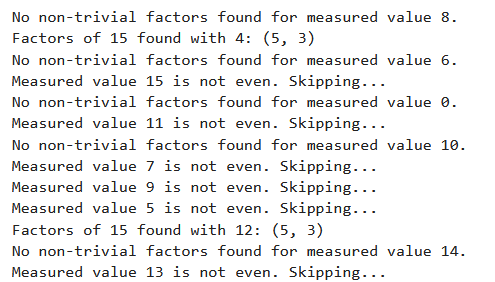 No non-trivial factors found for measured value 8.
Factors of 15 found with 4: (5, 3)
No non-trivial factors found for measured value 6.
Measured value 15 is not even. Skipping...
No non-trivial factors found for measured value 0.
Measured value 11 is not even. Skipping...
No non-trivial factors found for measured value 10.
Measured value 7 is not even. Skipping...
Measured value 9 is not even. Skipping...
Measured value 5 is not even. Skipping...
Factors of 15 found with 12: (5, 3)
No non-trivial factors found for measured value 14.
Measured value 13 is not even. Skipping...